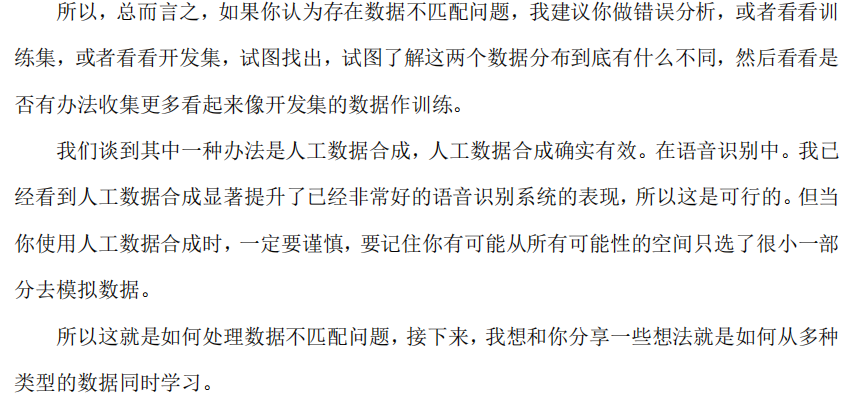 所以，总而言之，如果你认为存在数据不匹配问题，我建议你做错误分析，或者看看训
练集，或者看看开发集，试图找出，试图了解这两个数据分布到底有什么不同，然后看看是
否有办法收集更多看起来像开发集的数据作训练。
我们谈到其中一种办法是人工数据合成，人工数据合成确实有效。在语音识别中。我已
经看到人工数据合成显著提升了已经非常好的语音识别系统的表现，所以这是可行的。但当
你使用人工数据合成时，一定要谨慎，要记住你有可能从所有可能性的空间只选了很小一部
分去模拟数据。
所以这就是如何处理数据不匹配问题，接下来，我想和你分享一些想法就是如何从多种
类型的数据同时学习。